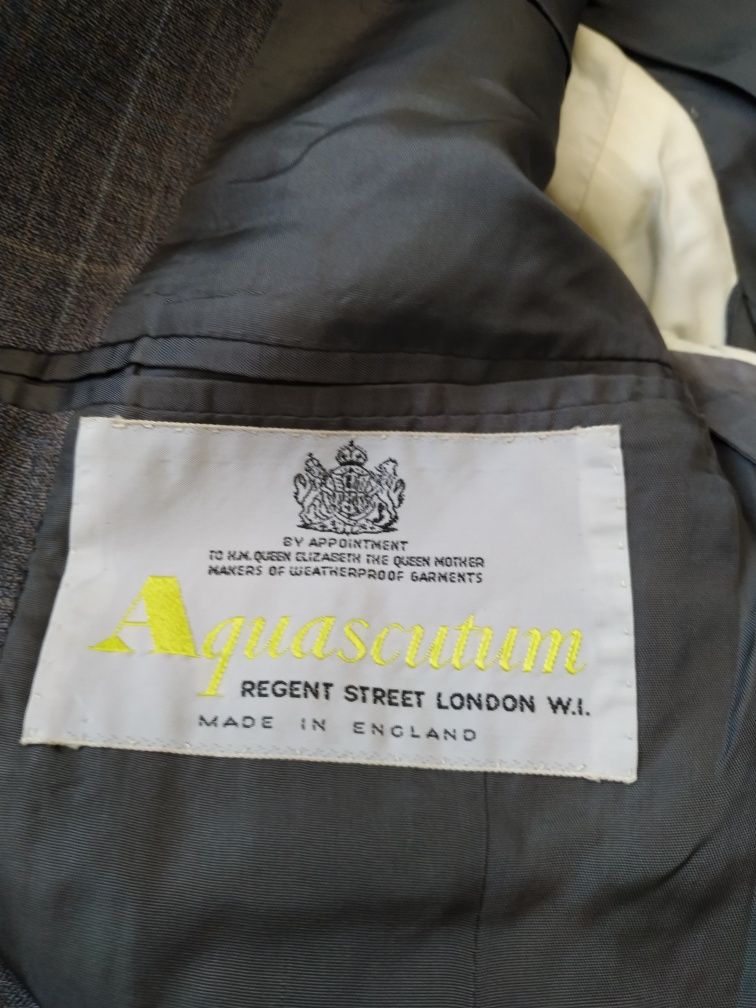 BY APPOINTMENT
TO H.M. QUEEN ELIZABETH THE QUEEN MOTHER
MAKERS OF WEATHERPROOF GARMENTS
Aquascutum
REGENT STREET LONDON W.I.
MADE IN ENGLAND